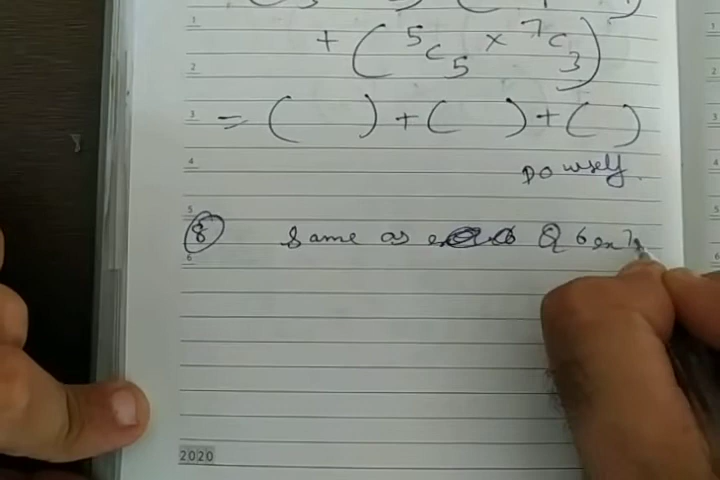 + ( ⁵C₅ × ⁷C₃ )
= ( ) + ( ) + ( )
Do urself.
⑧ Same as Q 6 ex 7.
2020